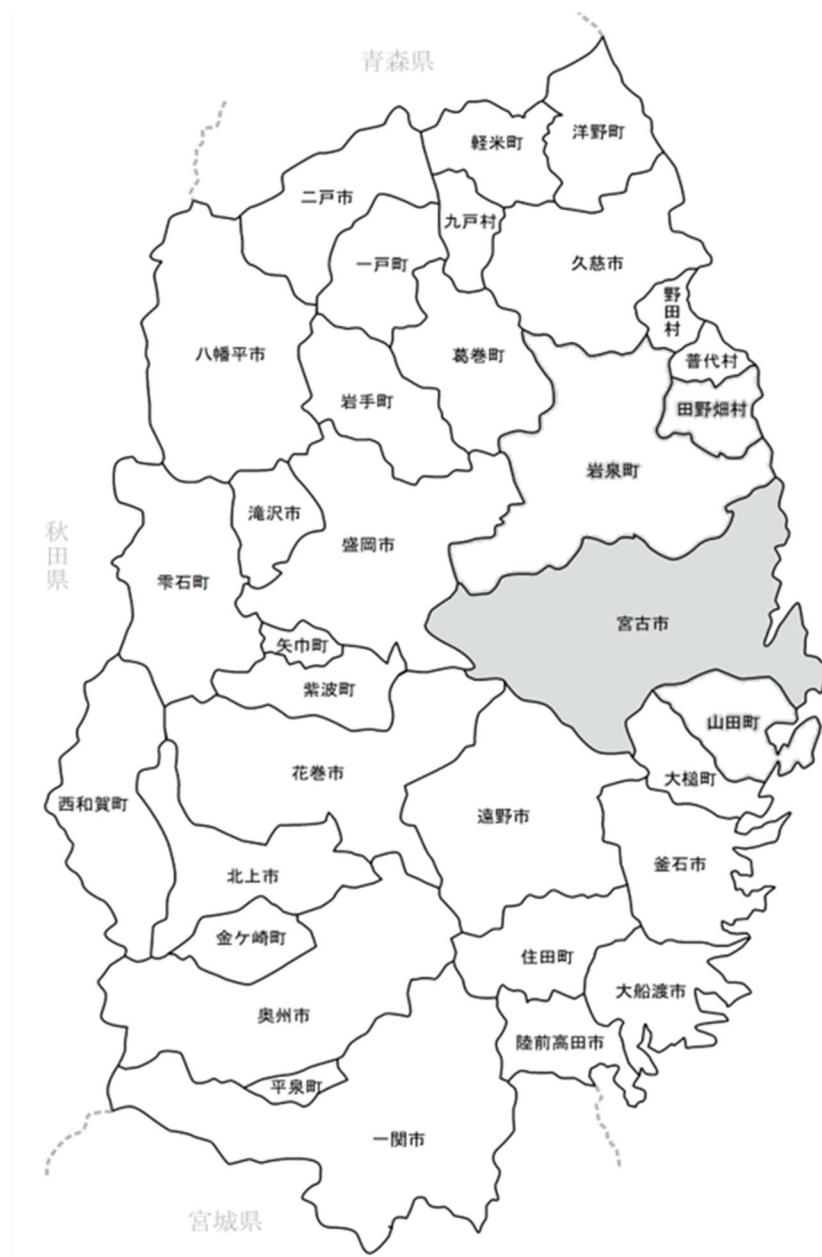 青森県
洋野町
軽米町
二戸市
九戸村
一戸町
久慈市
野田村
八幡平市
葛巻町
普代村
岩手町
田野畑村
岩泉町
滝沢市
盛岡市
秋田県
雫石町
宮古市
矢巾町
紫波町
山田町
花巻市
大槌町
西和賀町
遠野市
釜石市
北上市
金ケ崎町
住田町
大船渡市
奥州市
陸前高田市
平泉町
一関市
宮城県